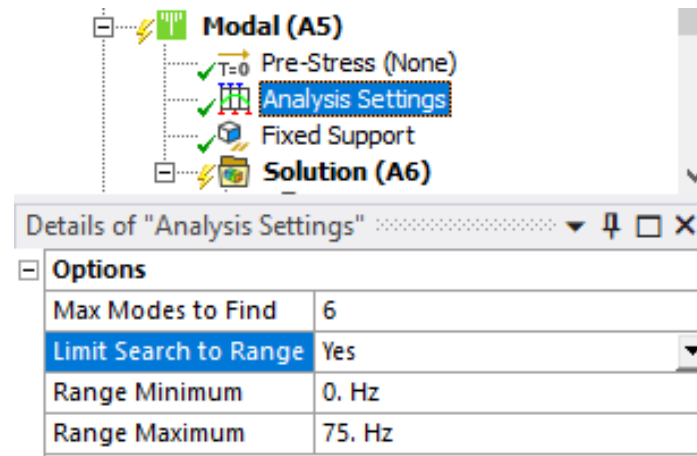 Modal (A5)
T=0 Pre-Stress (None)
Analysis Settings
Fixed Support
Solution (A6)
Details of "Analysis Settings"
Options
Max Modes to Find 6
Limit Search to Range Yes
Range Minimum 0. Hz
Range Maximum 75. Hz